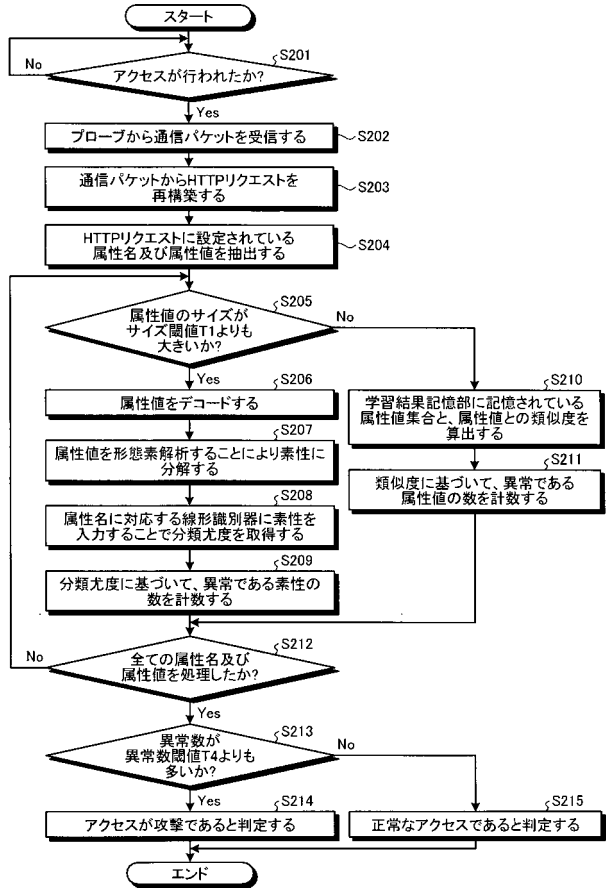 スタート
S201
No
アクセスが行われたか?
Yes
プローブから通信パケットを受信する
S202
通信パケットからHTTPリクエストを
再構築する
S203
HTTPリクエストに設定されている
属性名及び属性値を抽出する
S204
S205
属性値のサイズが
サイズ閾値T1よりも
大きいか?
No
Yes
S206
属性値をデコードする
S207
属性値を形態素解析することにより素性に
分解する
S208
属性名に対応する線形識別器に素性を
入力することで分類尤度を取得する
S209
分類尤度に基づいて、異常である素性の
数を計数する
S210
学習結果記憶部に記憶されている
属性値集合と、属性値との類似度を
算出する
S211
類似度に基づいて、異常である
属性値の数を計数する
S212
No
全ての属性名及び
属性値を処理したか?
Yes
S213
異常数が
異常数閾値T4よりも
多いか?
No
Yes
S214
アクセスが攻撃であると判定する
S215
正常なアクセスであると判定する
エンド